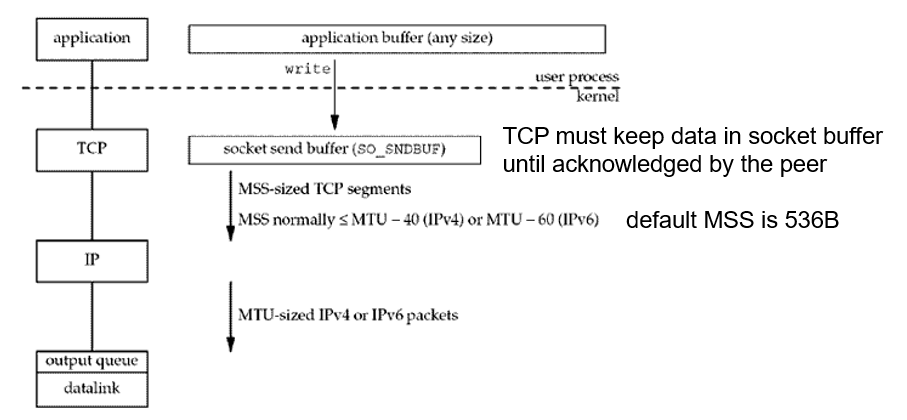 application
application buffer (any size)
write
user process
kernel
TCP
socket send buffer (SO_SNDBUF)
TCP must keep data in socket buffer
until acknowledged by the peer
MSS-sized TCP segments
MSS normally ≤ MTU – 40 (IPv4) or MTU – 60 (IPv6)
default MSS is 536B
IP
MTU-sized IPv4 or IPv6 packets
output queue
datalink